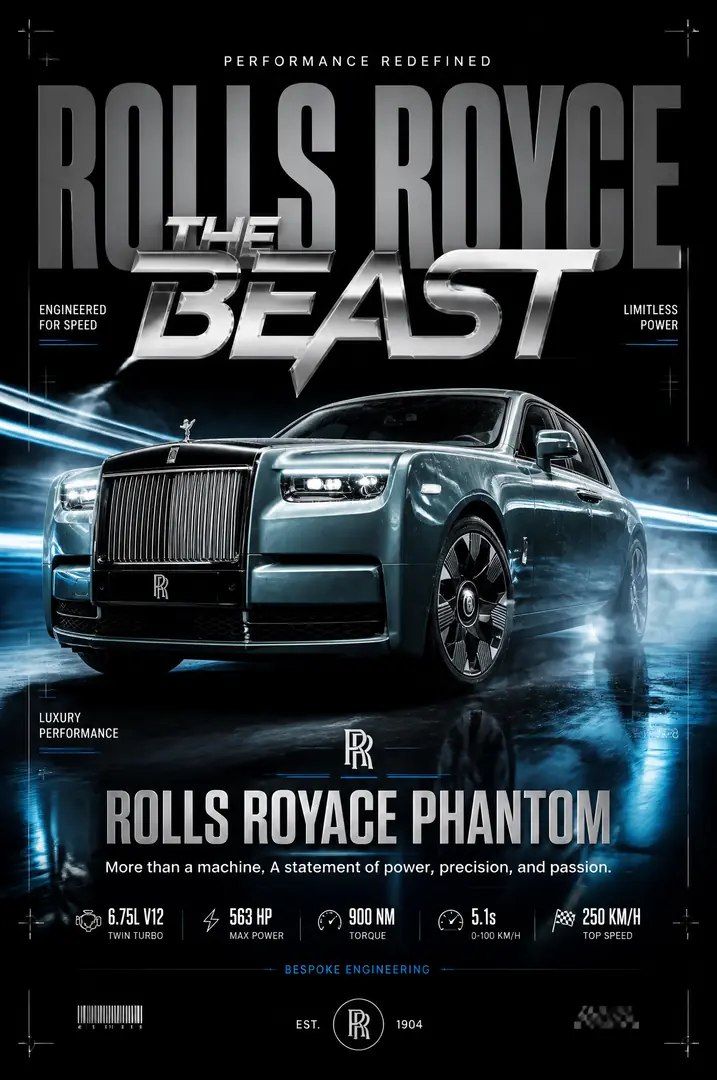 PERFORMANCE REDEFINED
ROLLS ROYCE
THE
BEAST
ENGINEERED
FOR SPEED
LIMITLESS
POWER
RR
LUXURY
PERFORMANCE
RR
ROLLS ROYACE PHANTOM
More than a machine, A statement of power, precision, and passion.
6.75L V12
TWIN TURBO
563 HP
MAX POWER
900 NM
TORQUE
5.1s
0-100 KM/H
250 KM/H
TOP SPEED
BESPOKE ENGINEERING
EST. RR 1904